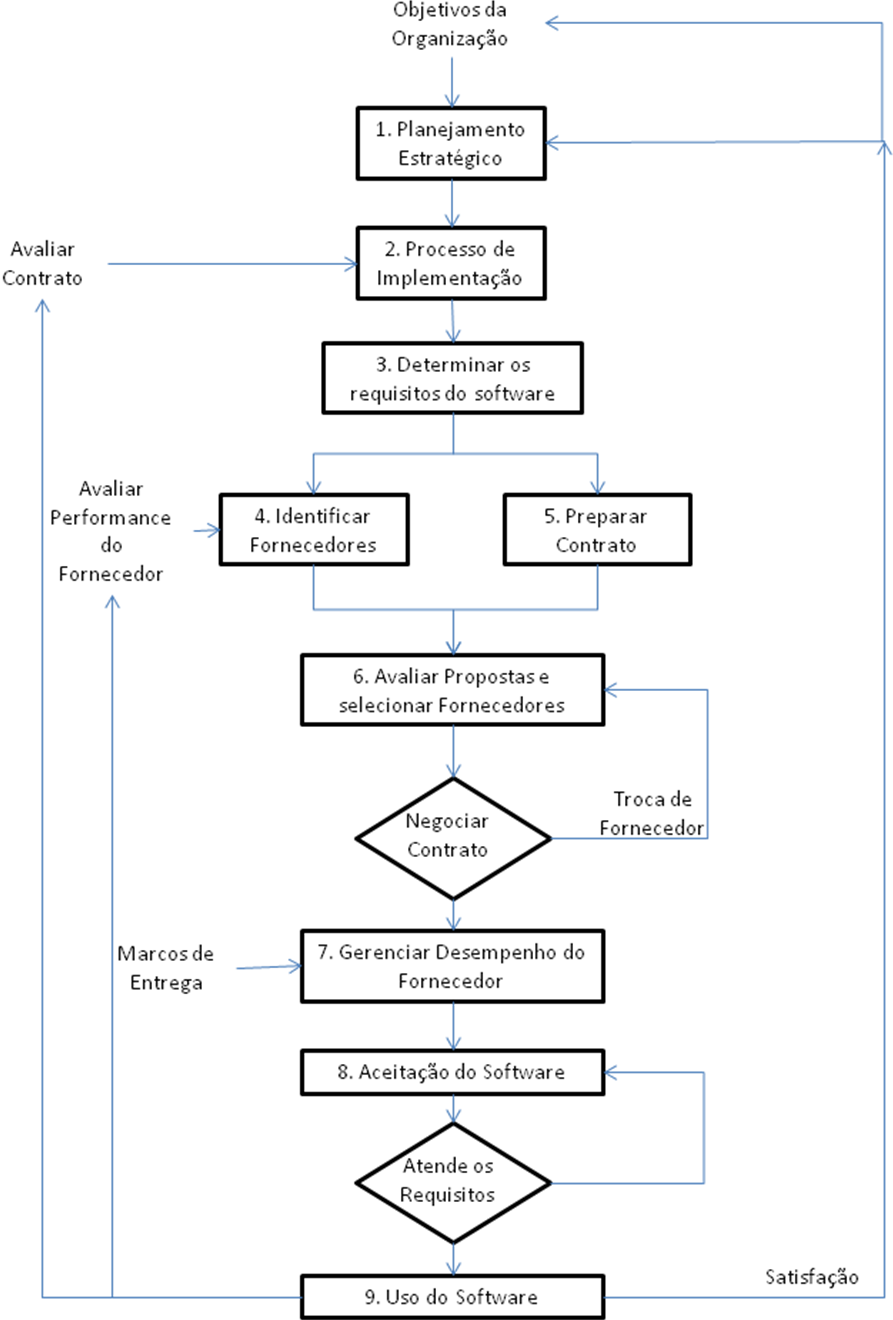 Objetivos da
Organização
1. Planejamento
Estratégico
Avaliar
Contrato
2. Processo de
Implementação
3. Determinar os
requisitos do software
Avaliar
Performance
do
Fornecedor
4. Identificar
Fornecedores
5. Preparar
Contrato
6. Avaliar Propostas e
selecionar Fornecedores
Negociar
Contrato
Troca de
Fornecedor
Marcos de
Entrega
7. Gerenciar Desempenho do
Fornecedor
8. Aceitação do Software
Atende os
Requisitos
Satisfação
9. Uso do Software